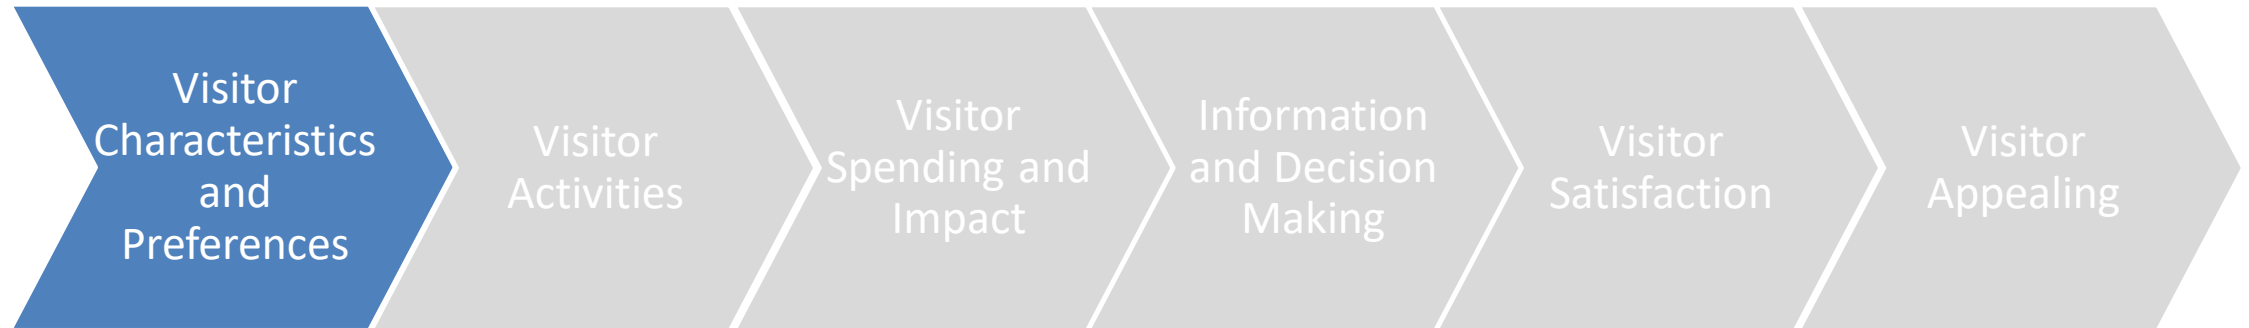 Visitor
Characteristics
and
Preferences
Visitor
Activities
Visitor
Spending and
Impact
Information
and Decision
Making
Visitor
Satisfaction
Visitor
Appealing